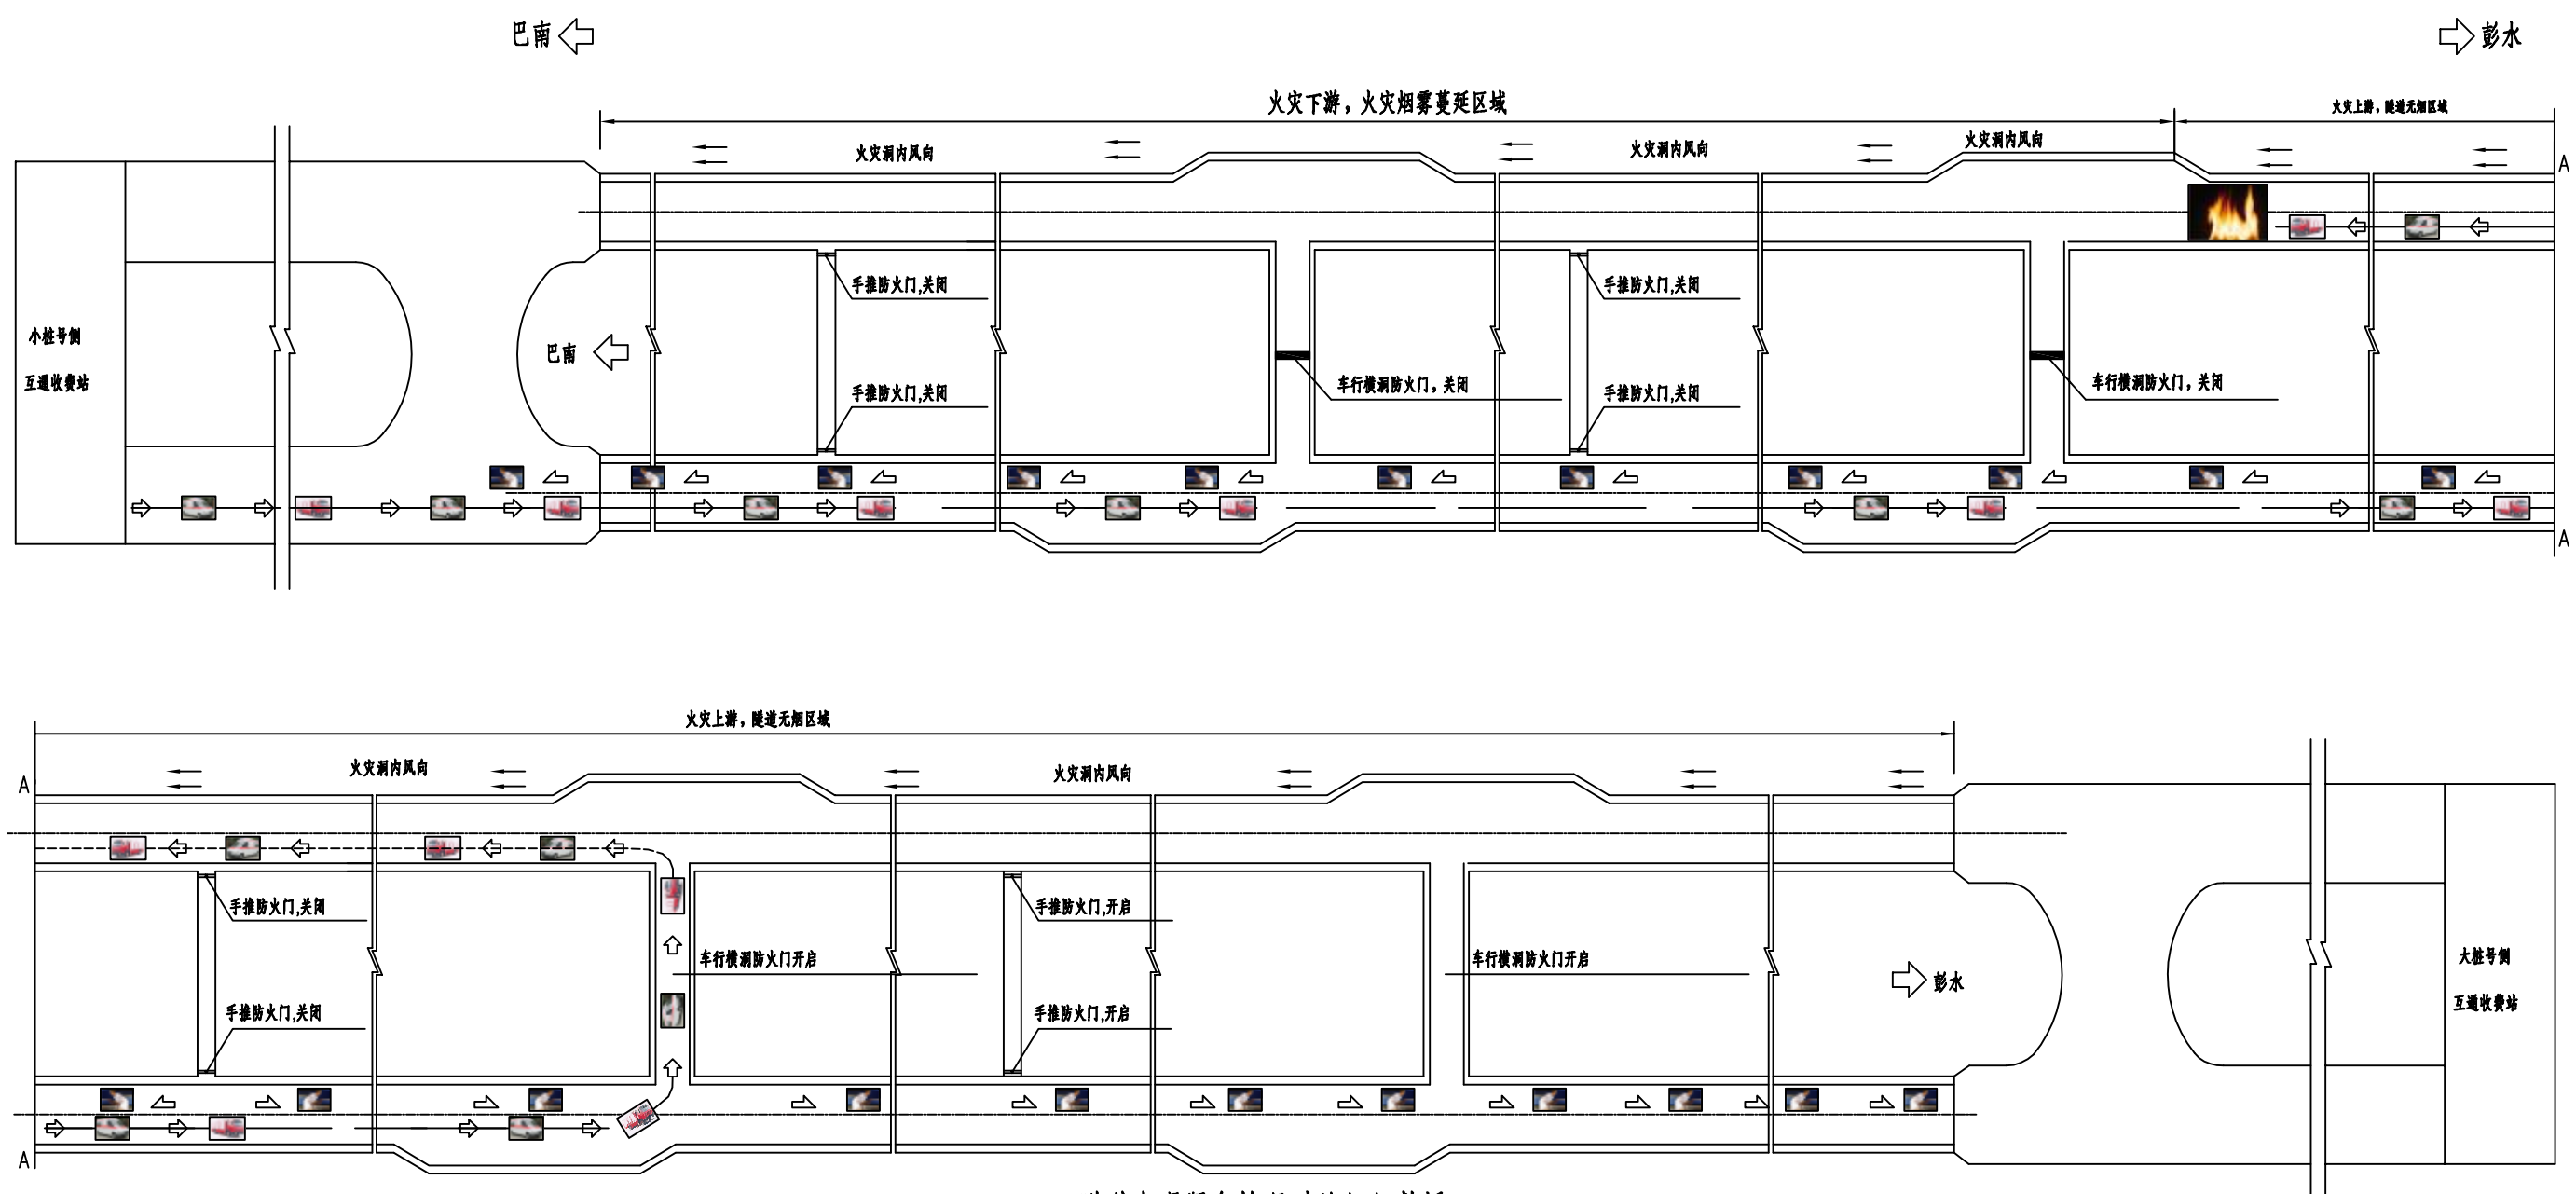 巴南
彭水
火灾下游，火灾烟雾蔓延区域
火灾上游，隧道无烟区域
火灾洞内风向
火灾洞内风向
火灾洞内风向
A
手推防火门,关闭
手推防火门,关闭
小桩号侧
互通收费站
巴南
手推防火门,关闭
车行横洞防火门，关闭
手推防火门,关闭
车行横洞防火门，关闭
A
火灾上游，隧道无烟区域
A
火灾洞内风向
火灾洞内风向
手推防火门,关闭
手推防火门,开启
车行横洞防火门开启
车行横洞防火门开启
彭水
大桩号侧
互通收费站
手推防火门,关闭
手推防火门,开启
A